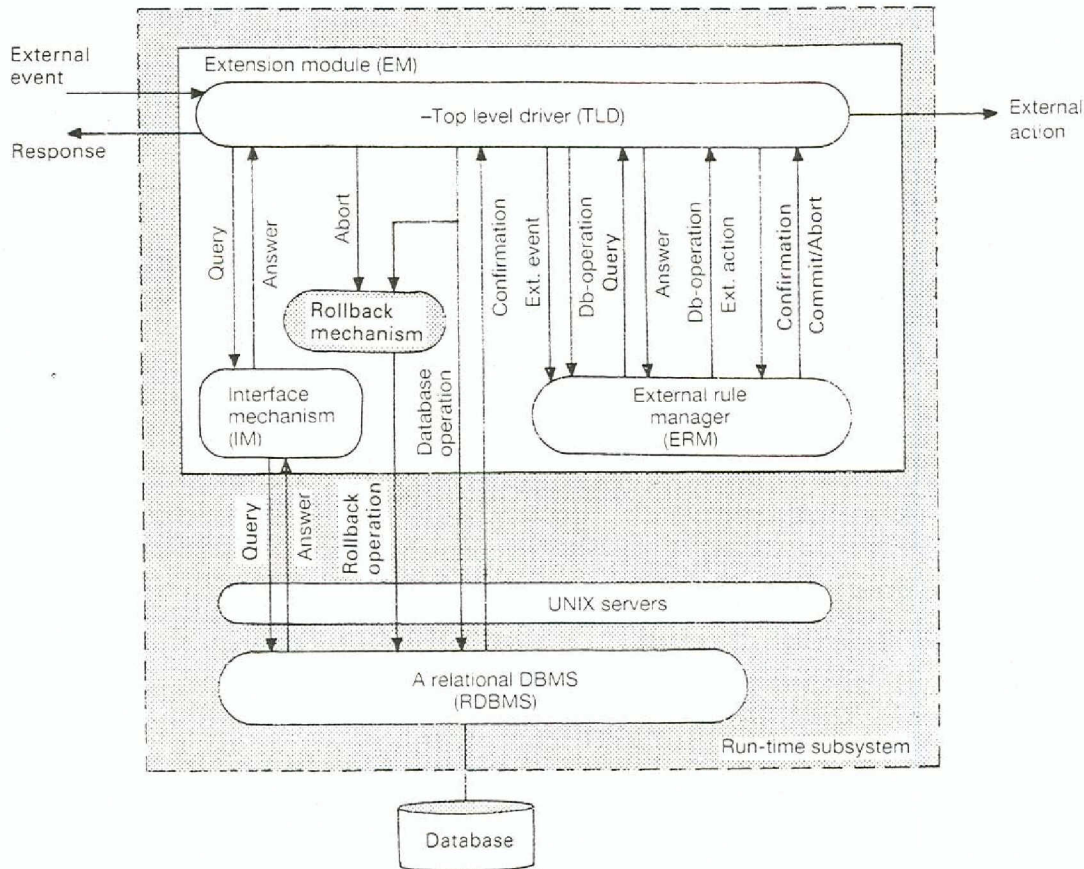 External
event
Response
Extension module (EM)
–Top level driver (TLD)
External
action
Query
Answer
Abort
Confirmation
Ext. event
Db-operation
Query
Answer
Db-operation
Ext. action
Confirmation
Commit/Abort
Rollback
mechanism
Interface
mechanism
(IM)
Database
operation
External rule
manager
(ERM)
Query
Answer
Rollback
operation
UNIX servers
A relational DBMS
(RDBMS)
Run-time subsystem
Database